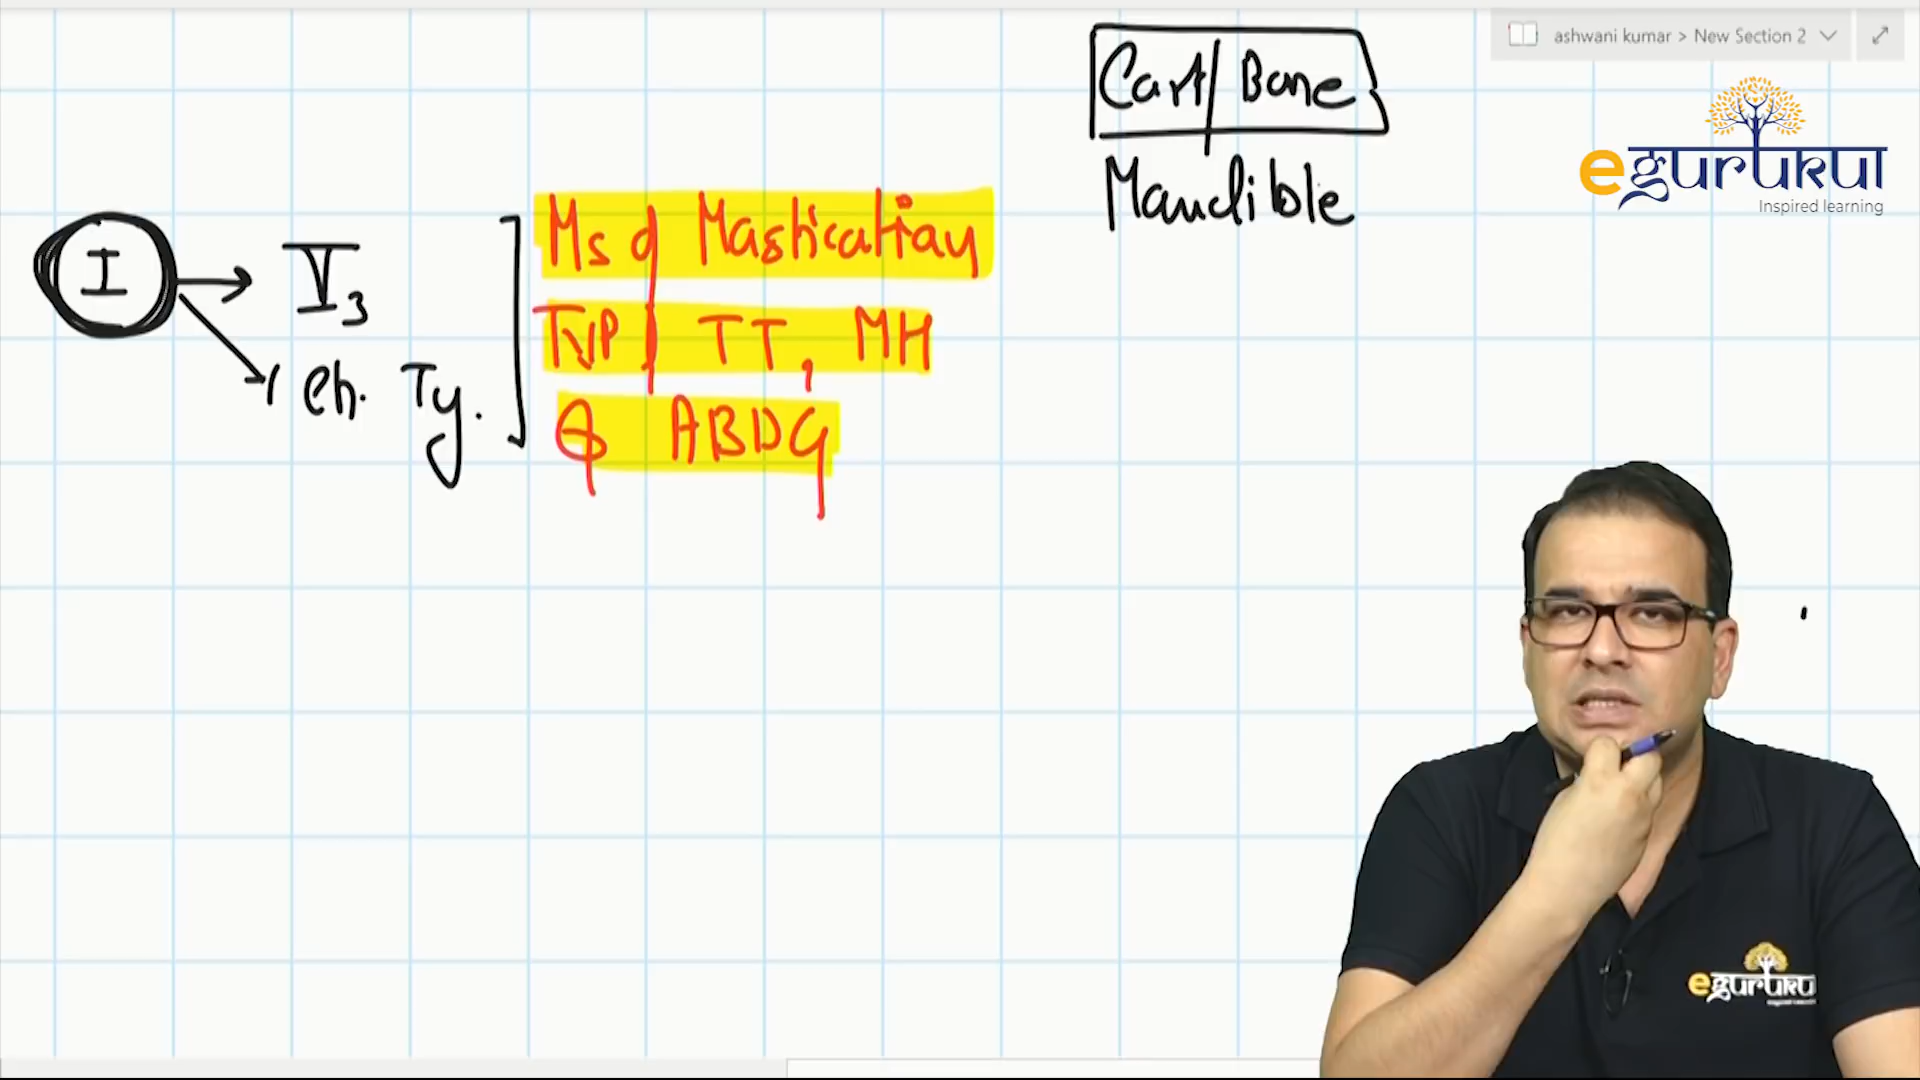 ashwani kumar > New Section 2
egurukul
Inspired learning
Cart/ Bone
Mandible
I
V3
Ch. Ty.
Ms of Mastication
TVP TT, MH
ABDG
egurukul